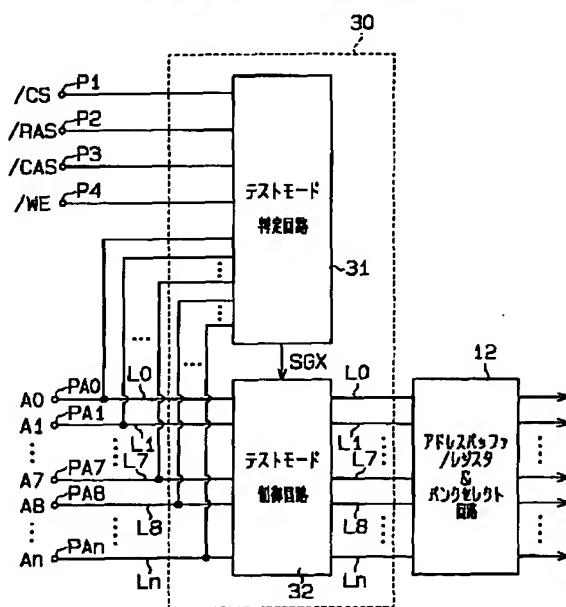 30
/CS P1
/RAS P2
/CAS P3
/WE P4
テストモード
判定回路
31
SGX
A0 PA0 L0 L0
A1 PA1 L1 L1
A7 PA7 L7 L7
A8 PA8 L8 L8
An PAn Ln Ln
テストモード
制御回路
32
12
アドレスバッファ
/レジスタ
&
バンクセレクト
回路